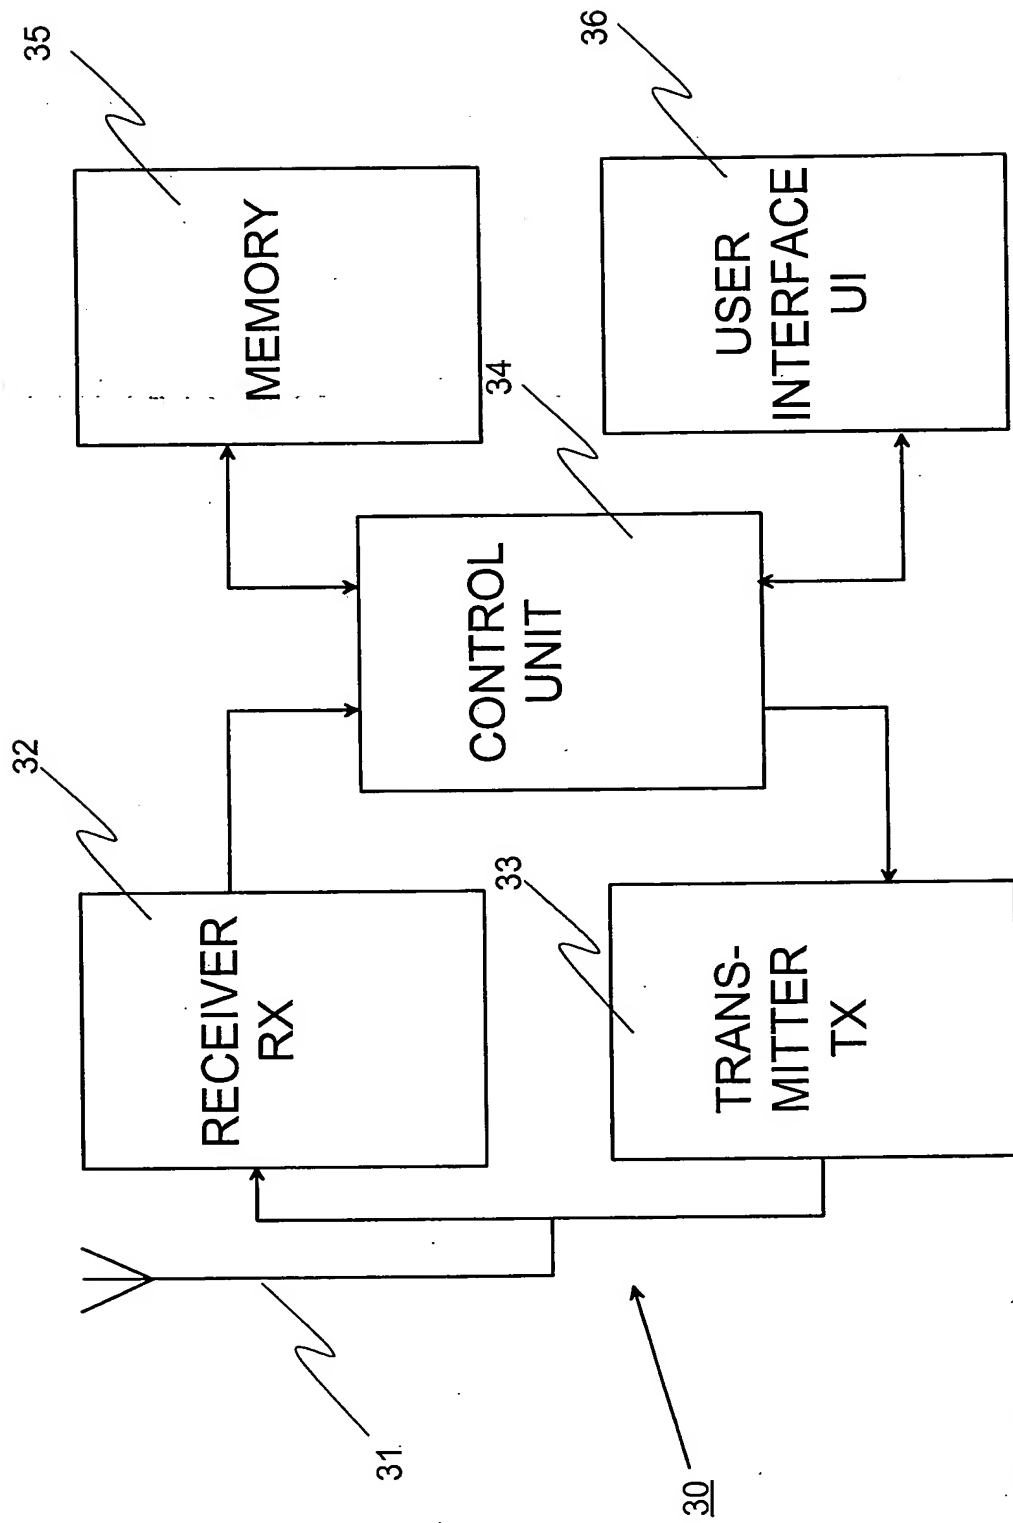 35
36
MEMORY
USER
INTERFACE
UI
34
CONTROL
UNIT
32
33
RECEIVER
RX
TRANS-
MITTER
TX
31
30